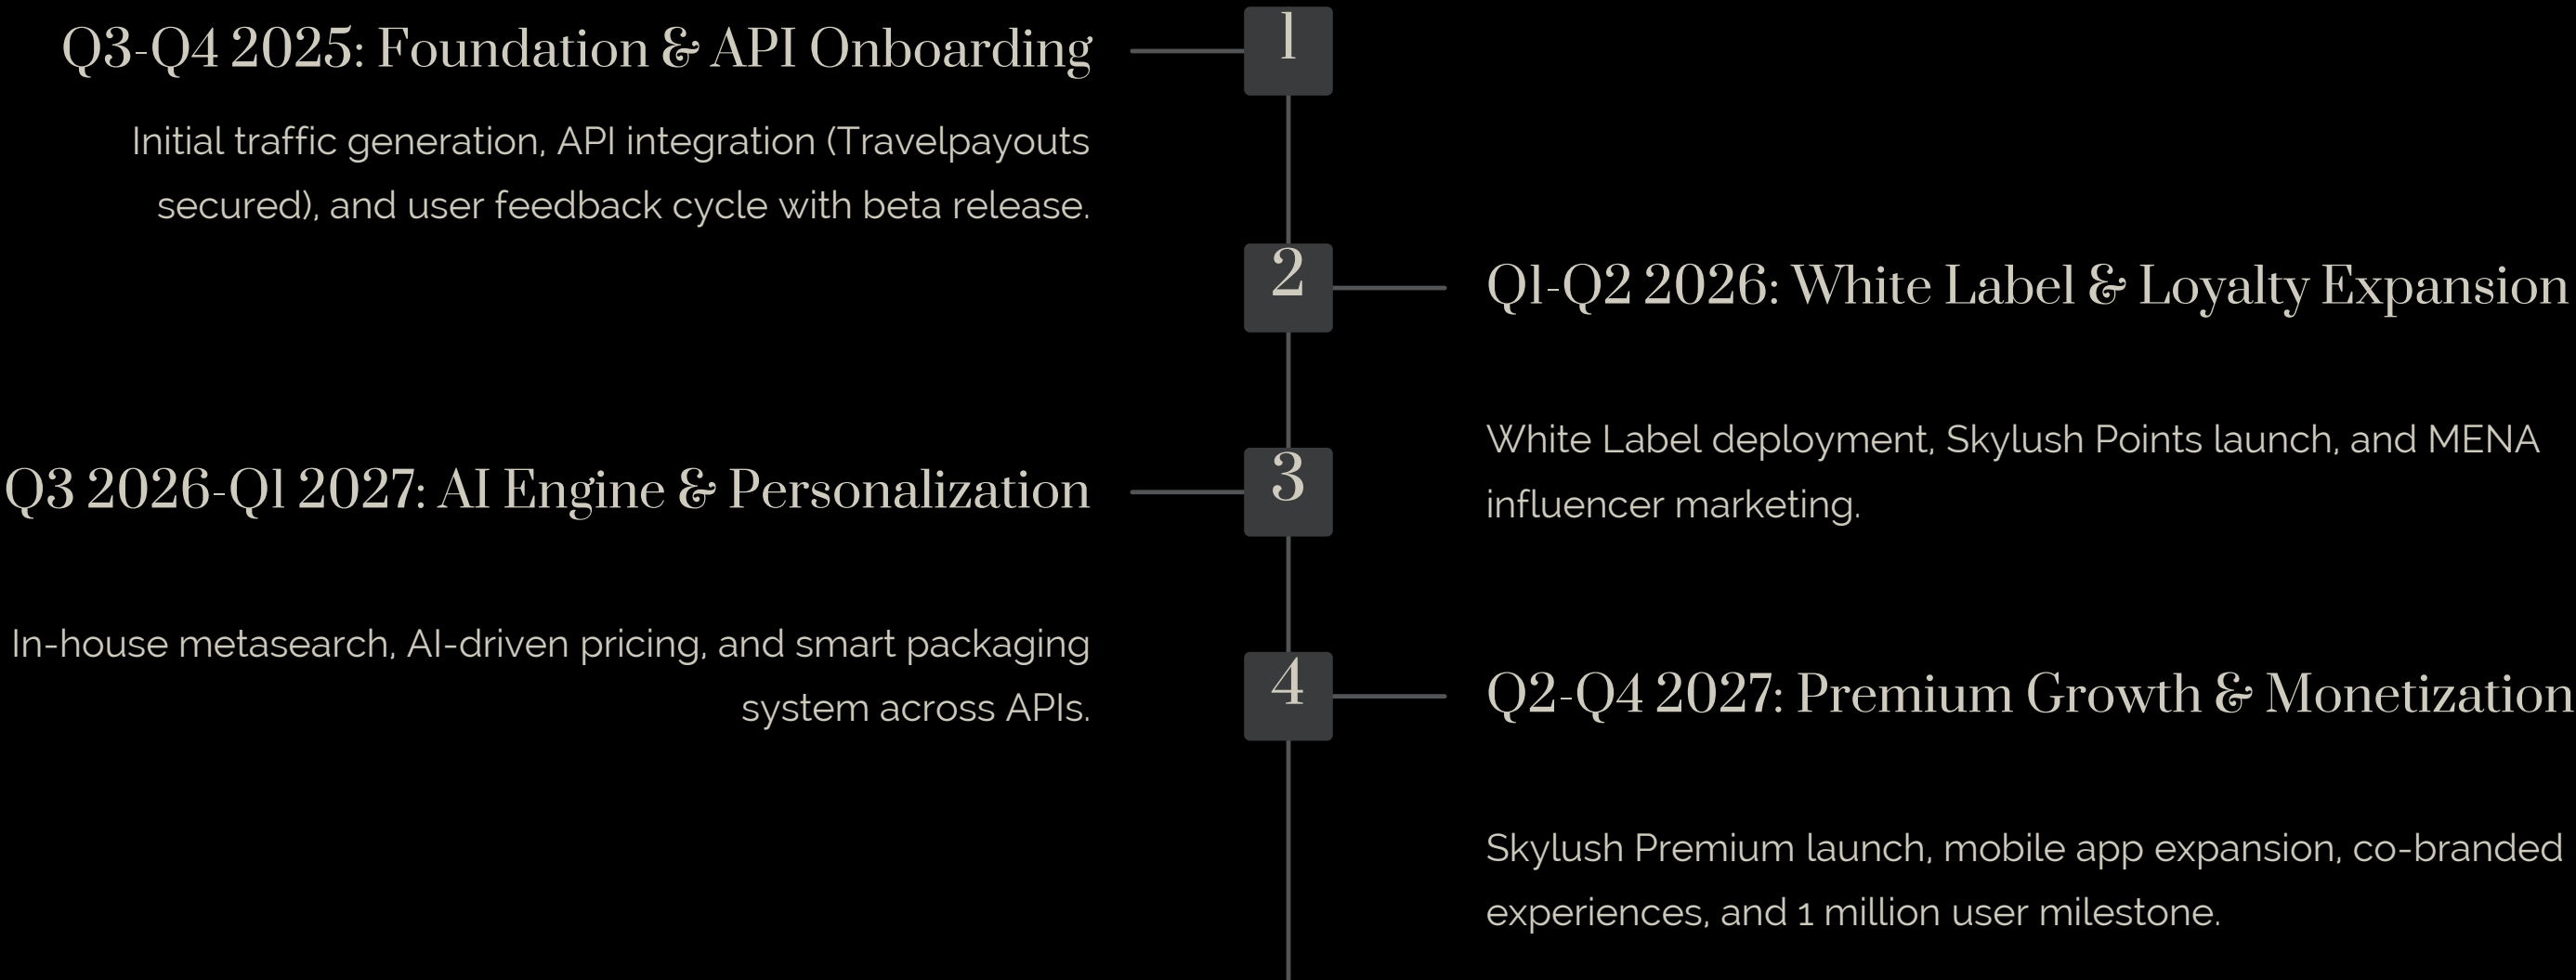 1
Q3-Q4 2025: Foundation & API Onboarding
Initial traffic generation, API integration (Travelpayouts
secured), and user feedback cycle with beta release.
2
Q1-Q2 2026: White Label & Loyalty Expansion
White Label deployment, Skylush Points launch, and MENA
influencer marketing.
3
Q3 2026-Q1 2027: AI Engine & Personalization
In-house metasearch, AI-driven pricing, and smart packaging
system across APIs.
4
Q2-Q4 2027: Premium Growth & Monetization
Skylush Premium launch, mobile app expansion, co-branded
experiences, and 1 million user milestone.